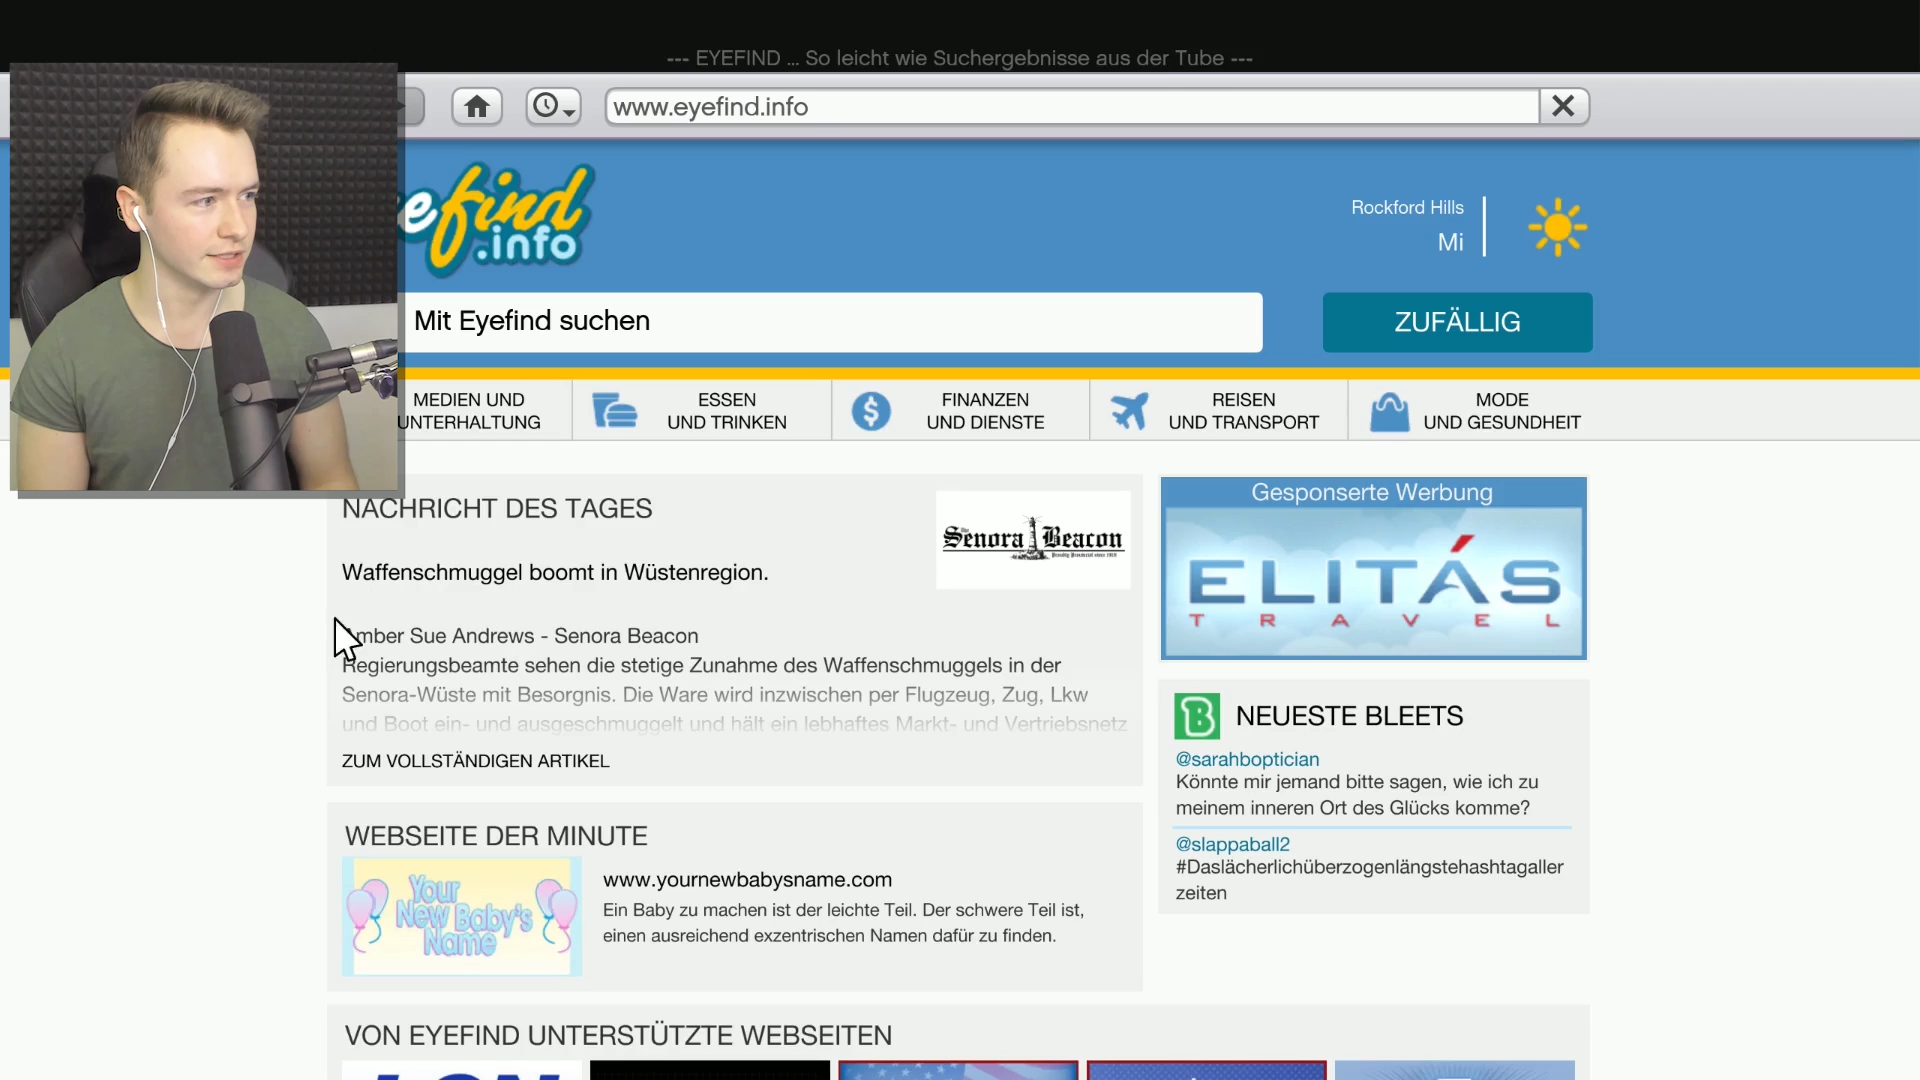 --- EYEFIND ... So leicht wie Suchergebnisse aus der Tube ---
www.eyefind.info
efind
.info
Rockford Hills
Mi
Mit Eyefind suchen
ZUFÄLLIG
MEDIEN UND
UNTERHALTUNG
ESSEN
UND TRINKEN
FINANZEN
UND DIENSTE
REISEN
UND TRANSPORT
MODE
UND GESUNDHEIT
NACHRICHT DES TAGES
Senora Beacon
Waffenschmuggel boomt in Wüstenregion.
Amber Sue Andrews - Senora Beacon
Regierungsbeamte sehen die stetige Zunahme des Waffenschmuggels in der
Senora-Wüste mit Besorgnis. Die Ware wird inzwischen per Flugzeug, Zug, Lkw
und Boot ein- und ausgeschmuggelt und hält ein lebhaftes Markt- und Vertriebsnetz
ZUM VOLLSTÄNDIGEN ARTIKEL
Gesponserte Werbung
ELITÁS
TRAVEL
NEUESTE BLEETS
@sarahboptician
Könnte mir jemand bitte sagen, wie ich zu
meinem inneren Ort des Glücks komme?
@slappaball2
#Daslächerlichüberzogenlängstehashtagaller
zeiten
WEBSEITE DER MINUTE
Your
New Baby's
Name
www.yournewbabysname.com
Ein Baby zu machen ist der leichte Teil. Der schwere Teil ist,
einen ausreichend exzentrischen Namen dafür zu finden.
VON EYEFIND UNTERSTÜTZTE WEBSEITEN